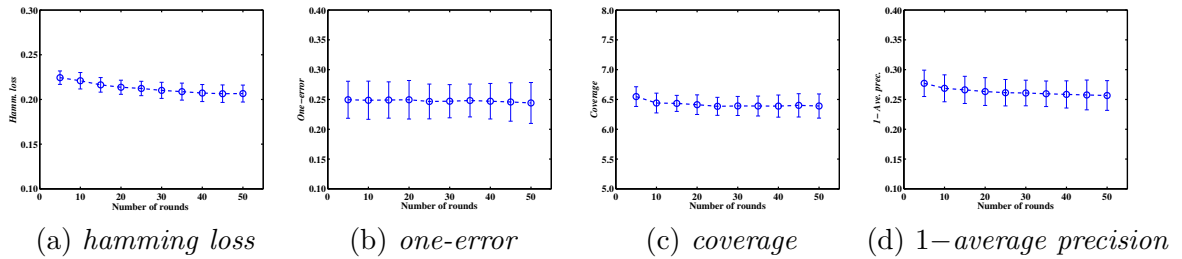 0.30
0.25
0.20
0.15
0.10
Hamm. loss
0 10 20 30 40 50
Number of rounds
(a) hamming loss
0.40
0.35
0.30
0.25
0.20
0.15
0.10
One−error
0 10 20 30 40 50
Number of rounds
(b) one-error
8.0
7.5
7.0
6.5
6.0
5.5
5.0
Coverage
0 10 20 30 40 50
Number of rounds
(c) coverage
0.40
0.35
0.30
0.25
0.20
0.15
0.10
1− Ave. prec.
0 10 20 30 40 50
Number of rounds
(d) 1−average precision